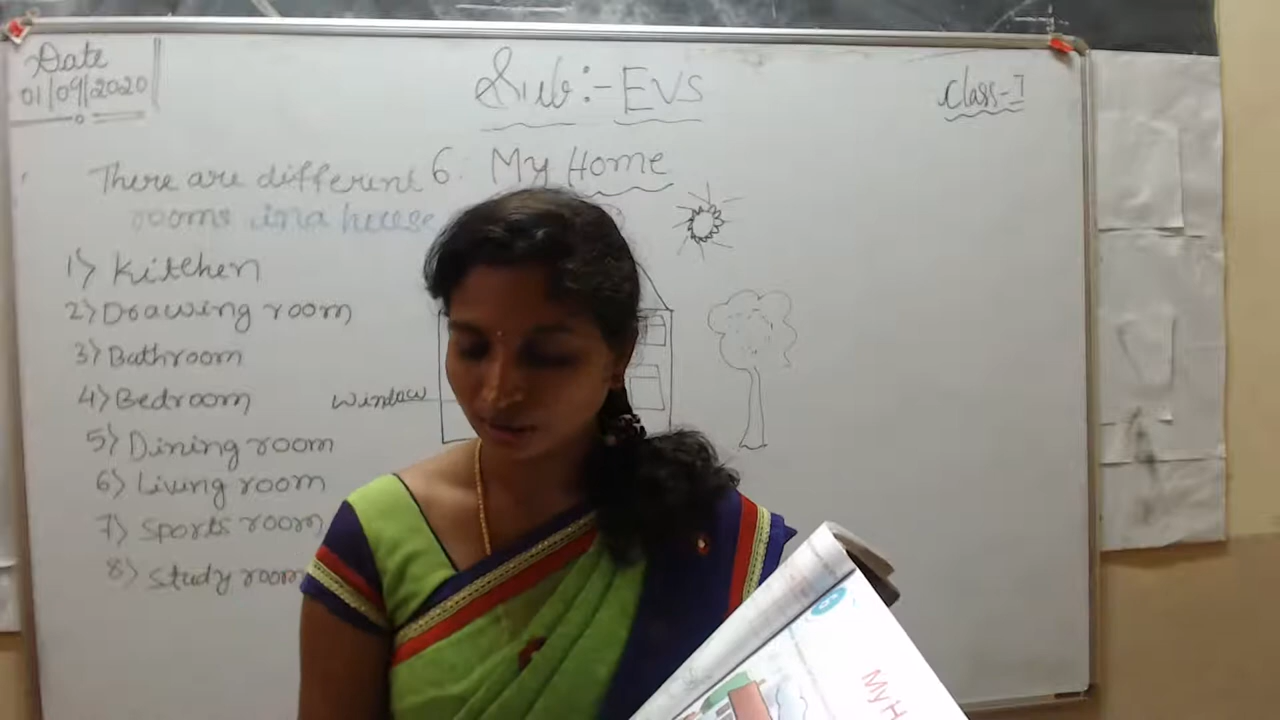 Date
01/09/2020
Sub:- EVS
Class-I
6. My Home
There are different
rooms in a house
1) Kitchen
2) Drawing room
3) Bathroom
4) Bedroom
window
5) Dining room
6) Living room
7) Sports room
8) Study room
My H